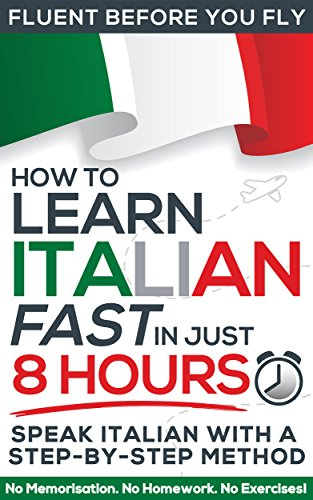 FLUENT BEFORE YOU FLY
HOW TO
LEARN
ITALIAN
FAST IN JUST
8 HOURS
SPEAK ITALIAN WITH A
STEP-BY-STEP METHOD
No Memorisation. No Homework. No Exercises!